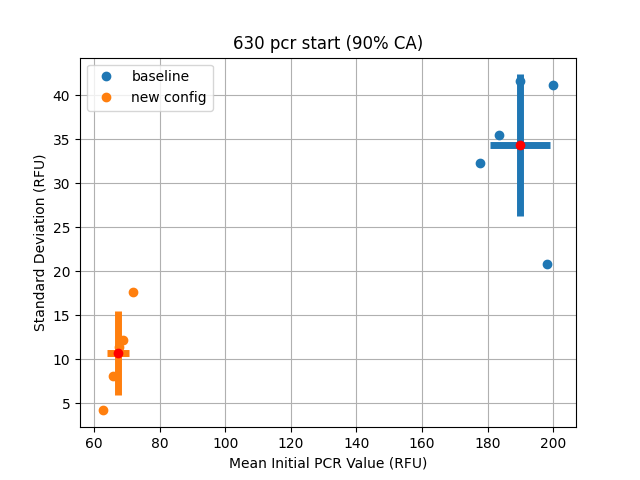 630 pcr start (90% CA)
baseline
new config
Standard Deviation (RFU)
40
35
30
25
20
15
10
5
60 80 100 120 140 160 180 200
Mean Initial PCR Value (RFU)